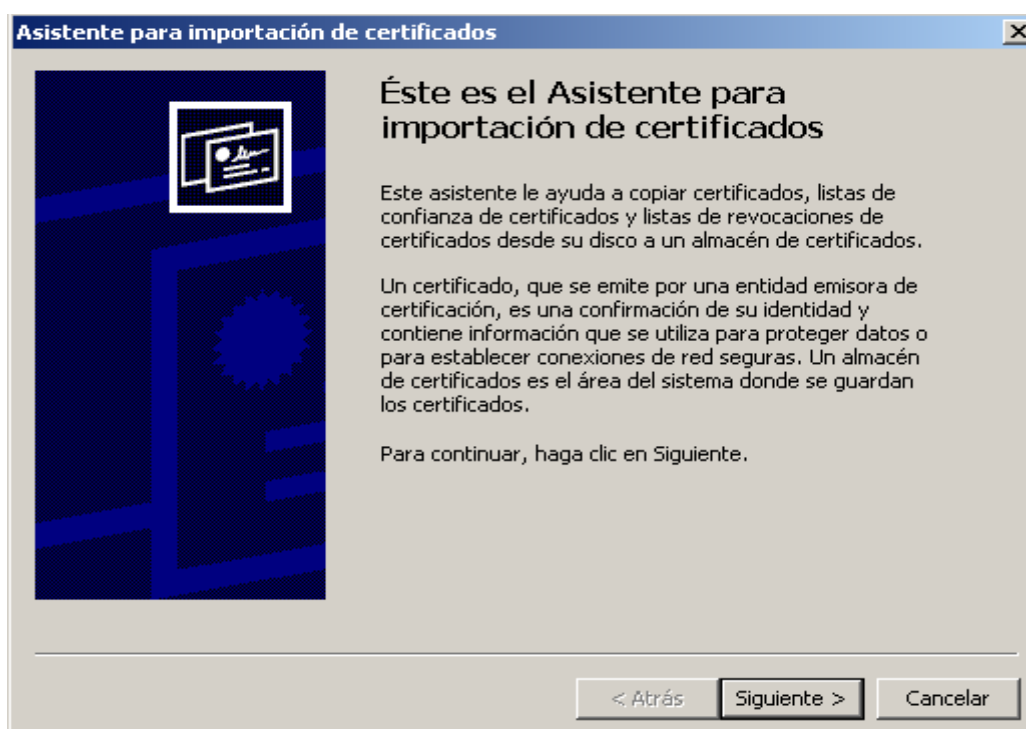 Asistente para importación de certificados
Éste es el Asistente para
importación de certificados
Este asistente le ayuda a copiar certificados, listas de
confianza de certificados y listas de revocaciones de
certificados desde su disco a un almacén de certificados.
Un certificado, que se emite por una entidad emisora de
certificación, es una confirmación de su identidad y
contiene información que se utiliza para proteger datos o
para establecer conexiones de red seguras. Un almacén
de certificados es el área del sistema donde se guardan
los certificados.
Para continuar, haga clic en Siguiente.
< Atrás Siguiente > Cancelar